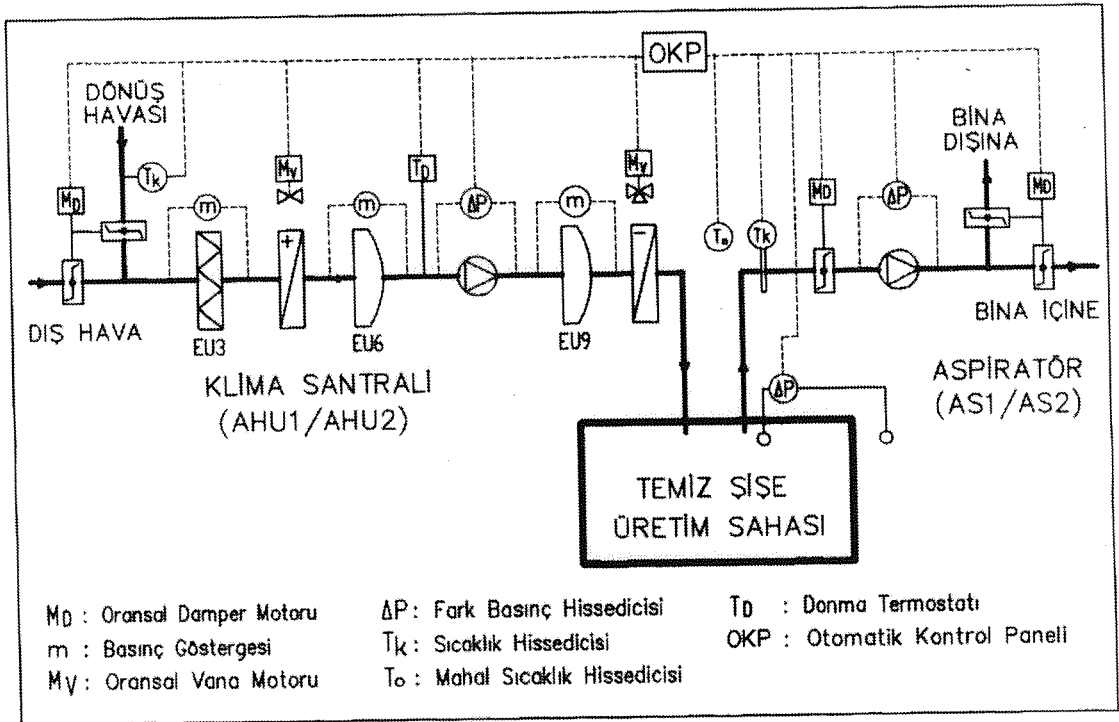 OKP
DÖNÜŞ
HAVASI
BİNA
DIŞINA
Tk
MD
MV
TD
ΔP
MV
To
Tk
MD
ΔP
MD
m
m
m
DIŞ HAVA
EU3
+
EU6
EU9
-
BİNA İÇİNE
KLİMA SANTRALİ
(AHU1/AHU2)
ASPİRATÖR
(AS1/AS2)
ΔP
TEMİZ ŞİŞE
ÜRETİM SAHASI
MD : Oransal Damper Motoru
m : Basınç Göstergesi
MV : Oransal Vana Motoru
ΔP: Fark Basınç Hissedicisi
Tk : Sıcaklık Hissedicisi
To : Mahal Sıcaklık Hissedicisi
TD : Donma Termostatı
OKP : Otomatik Kontrol Paneli